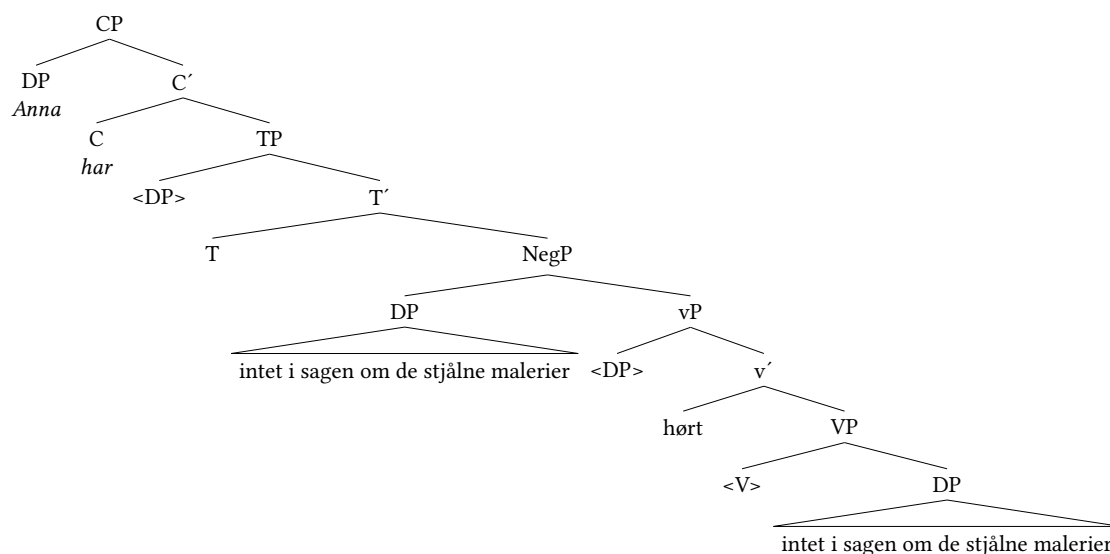 CP
DP
C´
Anna
C
TP
har
<DP>
T´
T
NegP
DP
vP
intet i sagen om de stjålne malerier
<DP>
v´
hørt
VP
<V>
DP
intet i sagen om de stjålne malerier